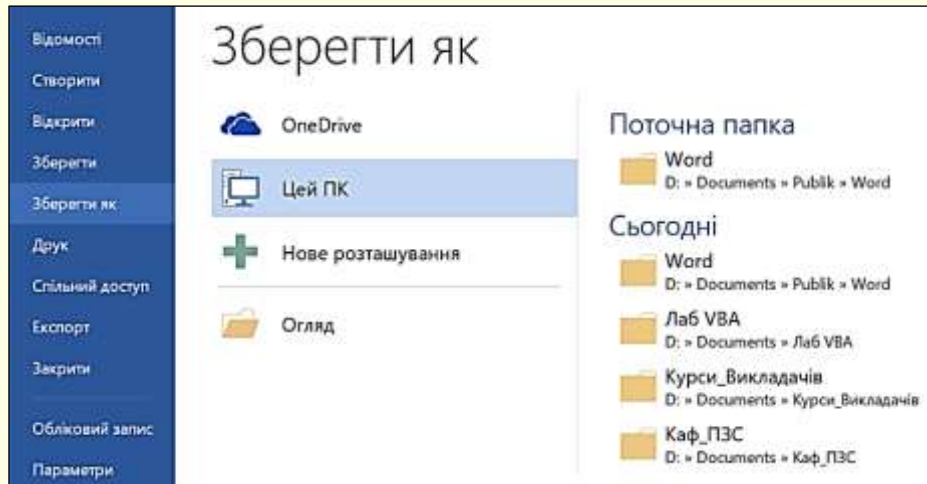 Відомості
Створити
Відкрити
Зберегти
Зберегти як
Друк
Спільний доступ
Експорт
Закрити
Обліковий запис
Параметри
Зберегти як
OneDrive
Цей ПК
Нове розташування
Огляд
Поточна папка
Word
D: » Documents » Publik » Word
Сьогодні
Word
D: » Documents » Publik » Word
Лаб VBA
D: » Documents » Лаб VBA
Курси_Викладачів
D: » Documents » Курси_Викладачів
Каф_ПЗС
D: » Documents » Каф_ПЗС